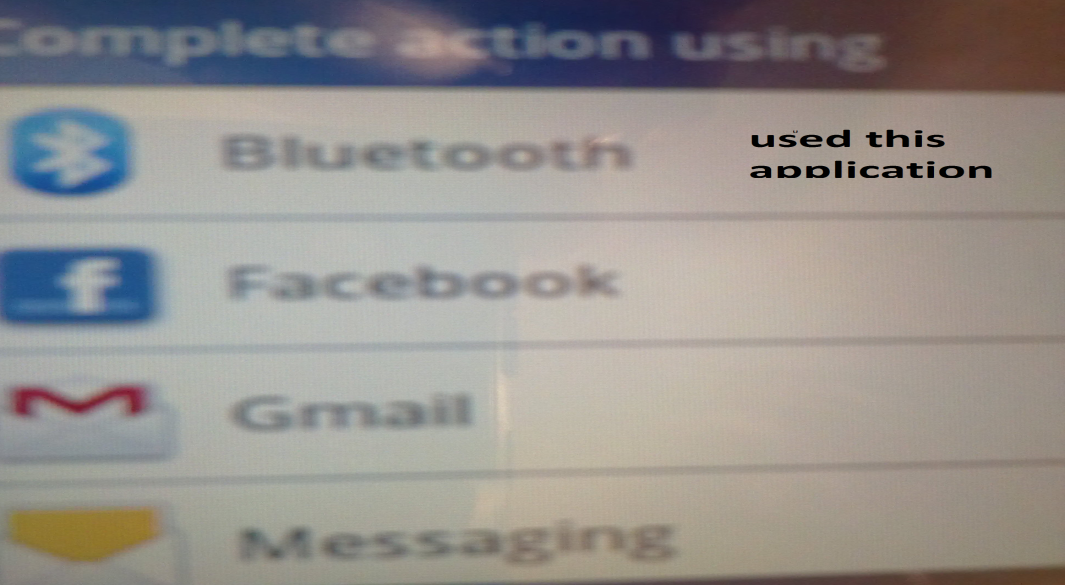 Complete action using
Bluetooth
used this
application
Facebook
Gmail
Messaging